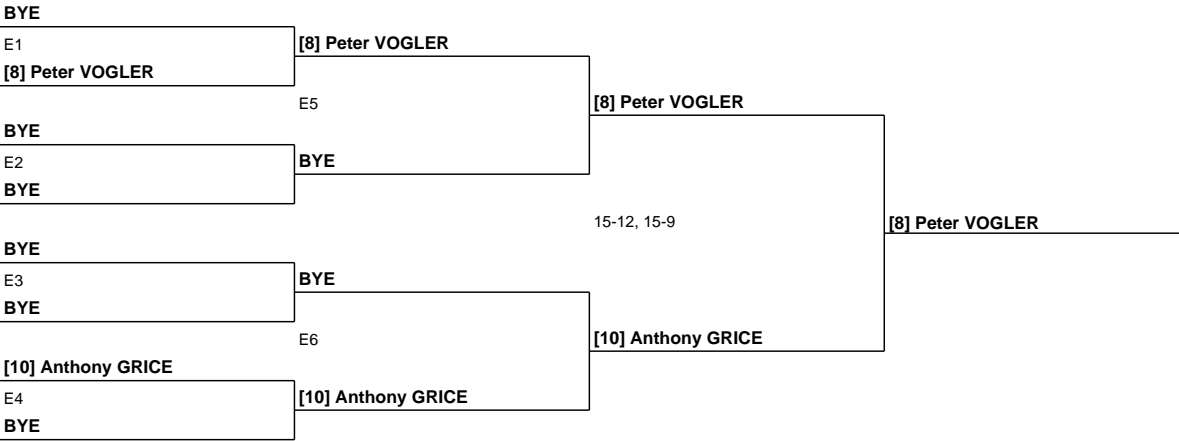 BYE
E1
[8] Peter VOGLER
[8] Peter VOGLER
E5
[8] Peter VOGLER
BYE
E2
BYE
BYE
15-12, 15-9
[8] Peter VOGLER
BYE
E3
BYE
BYE
E6
[10] Anthony GRICE
[10] Anthony GRICE
E4
[10] Anthony GRICE
BYE